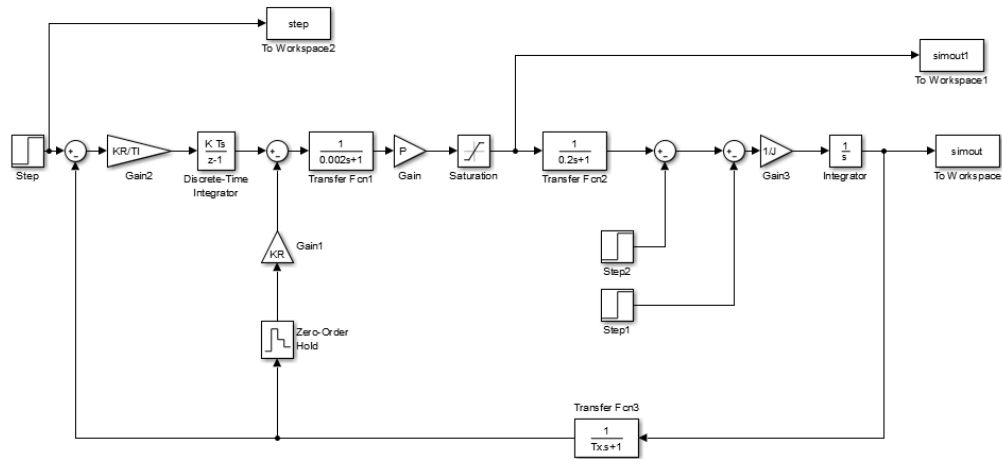 step
To Workspace2
simout1
To Workspace1
Step
KR/TI
Gain2
K Ts
z-1
Discrete-Time
Integrator
1
0.002s+1
Transfer Fcn1
P
Gain
Saturation
1
0.2s+1
Transfer Fcn2
1/J
Gain3
1
s
Integrator
simout
To Workspace
KR
Gain1
Step2
Step1
Zero-Order
Hold
Transfer Fcn3
1
Tx.s+1